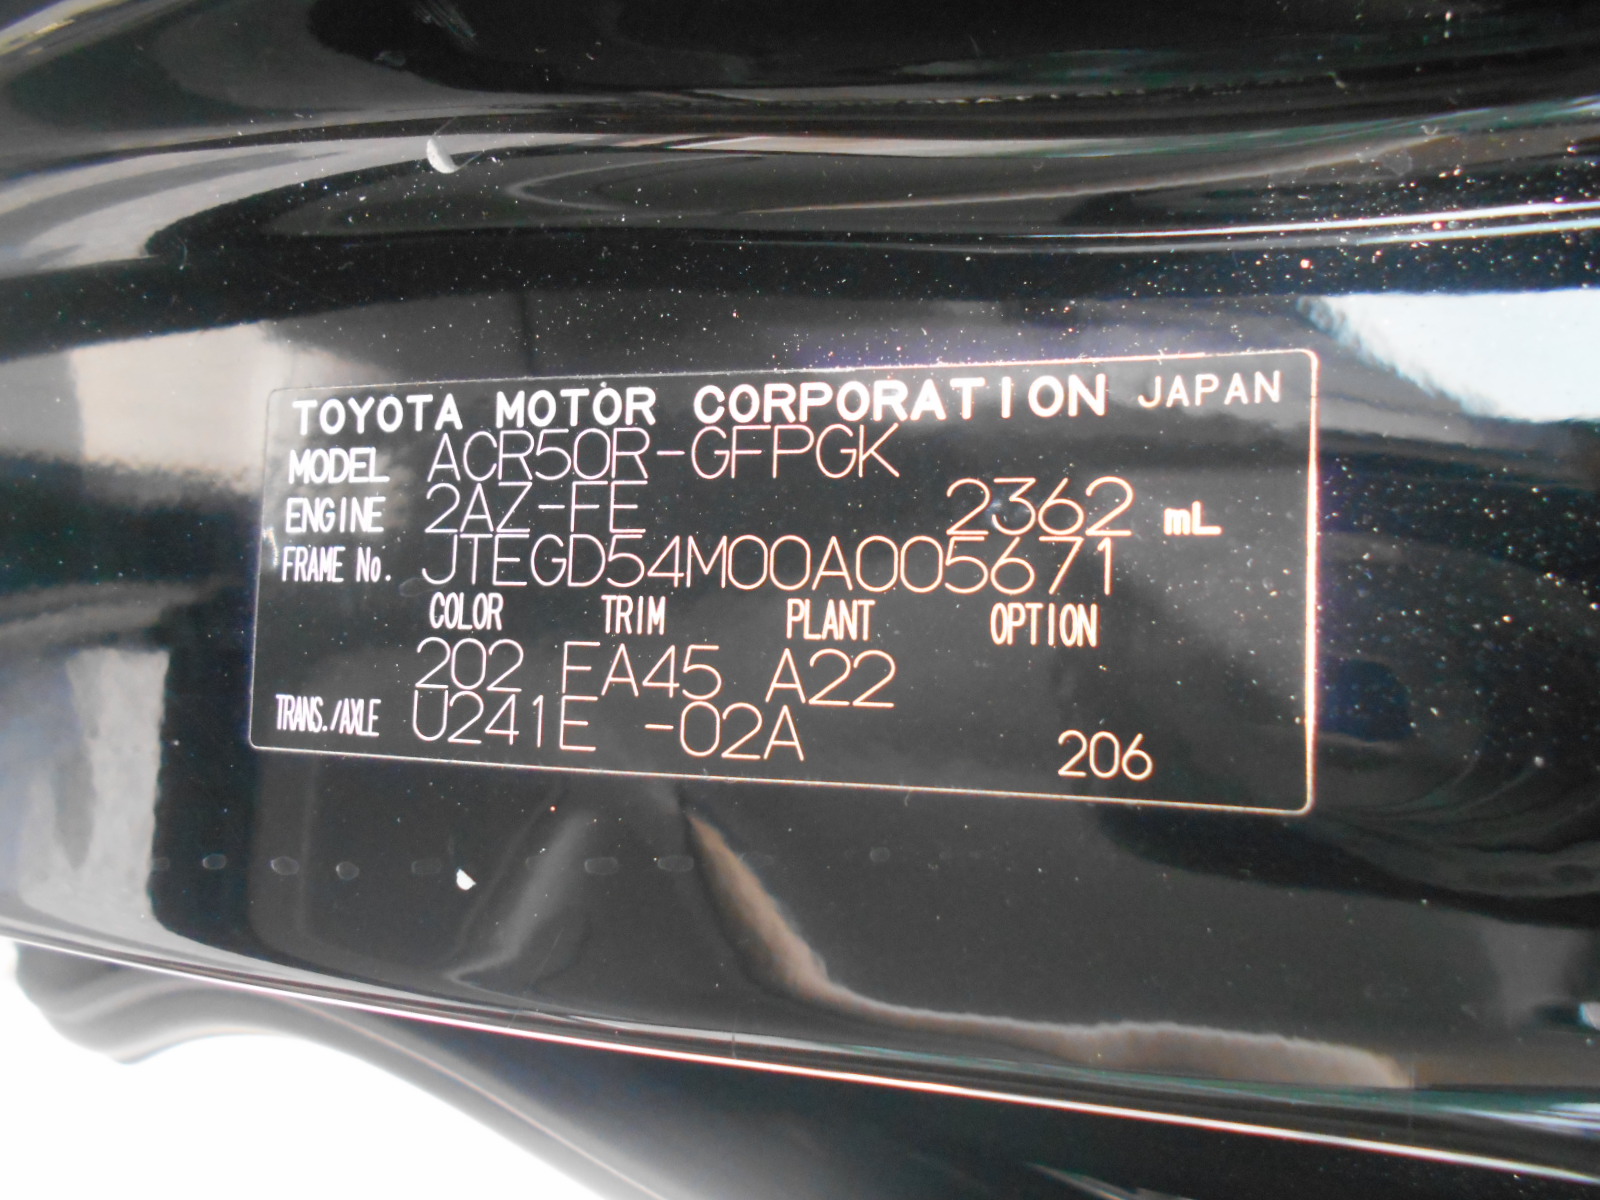 TOYOTA MOTOR CORPORATION JAPAN
MODEL ACR50R-GFPGK
ENGINE 2AZ-FE 2362 mL
FRAME No. JTEGD54M00A005671
COLOR TRIM PLANT OPTION
202 FA45 A22
TRANS./AXLE U241E -02A 206